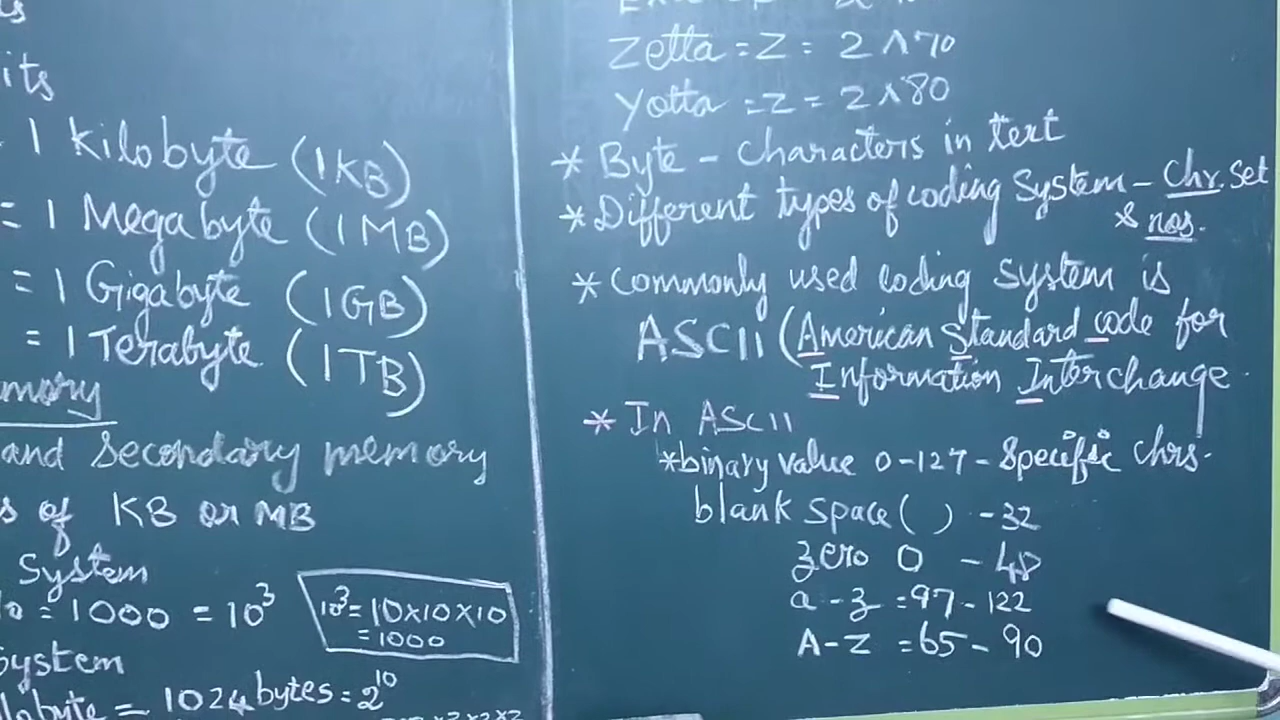 its
= 1 Kilobyte (1KB)
= 1 Megabyte (1MB)
= 1 Gigabyte (1GB)
= 1 Terabyte (1TB)
and Secondary memory
of KB or MB
System
= 1000 = 10³
10³ = 10x10x10
= 1000
System
= 1024 bytes = 2¹⁰
Zetta = Z = 2^70
Yotta = Z = 2^80
* Byte - Characters in text
* Different types of coding System - Chr. Set
& nos.
* Commonly used coding System is
ASCII (American Standard code for
Information Interchange
* In ASCII
* binary value 0-127 - Specific chrs.
blank space ( ) - 32
zero 0 - 48
a - z = 97 - 122
A - Z = 65 - 90